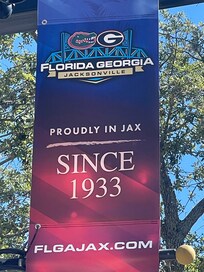 G
FLORIDA GEORGIA
JACKSONVILLE
PROUDLY IN JAX
SINCE
1933
FLGAJAX.COM